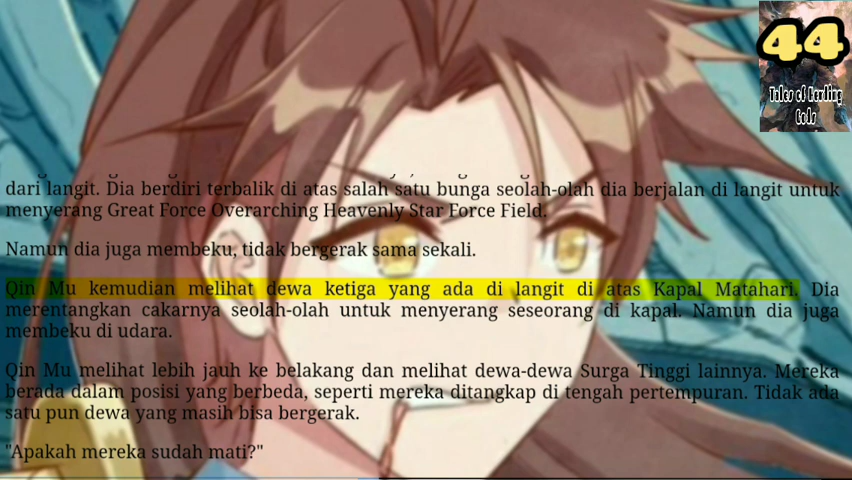 44
Tales of Herding
Gods
dari langit. Dia berdiri terbalik di atas salah satu bunga seolah-olah dia berjalan di langit untuk
menyerang Great Force Overarching Heavenly Star Force Field.
Namun dia juga membeku, tidak bergerak sama sekali.
Qin Mu kemudian melihat dewa ketiga yang ada di langit di atas Kapal Matahari. Dia
merentangkan cakarnya seolah-olah untuk menyerang seseorang di kapal. Namun dia juga
membeku di udara.
Qin Mu melihat lebih jauh ke belakang dan melihat dewa-dewa Surga Tinggi lainnya. Mereka
berada dalam posisi yang berbeda, seperti mereka ditangkap di tengah pertempuran. Tidak ada
satu pun dewa yang masih bisa bergerak.
"Apakah mereka sudah mati?"